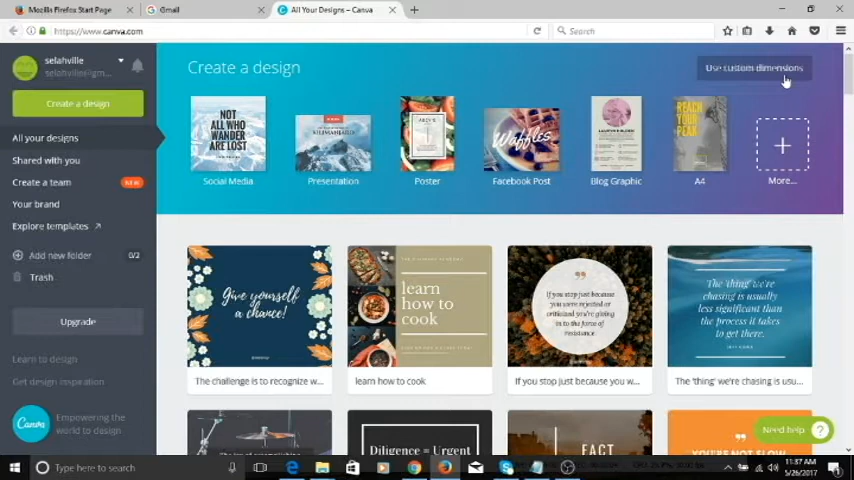 Mozilla Firefox Start Page
Gmail
All Your Designs – Canva
https://www.canva.com
Search
selahville
selahville@gm...
Create a design
All your designs
Shared with you
Create a team
NEW
Your brand
Explore templates
Add new folder
0/2
Trash
Upgrade
Learn to design
Get design inspiration
Canva
Empowering the
world to design
Create a design
Use custom dimensions
NOT
ALL WHO
WANDER
ARE LOST
KILIMANJARO
Waffles
REACH
YOUR
PEAK
Social Media
Presentation
Poster
Facebook Post
Blog Graphic
A4
More...
Give yourself
a chance!
learn
how to
cook
If you stop just because
you were rejected or
criticized you're giving
in to the force of
Resistance.
The 'thing' we're
chasing is usually
less significant than
the process it takes
to get there.
The challenge is to recognize w...
learn how to cook
If you stop just because you w...
The 'thing' we're chasing is usu...
Diligence = Urgent
FACT
YOU'RE NOT SLOW
Need help
?
Type here to search
11:37 AM
5/26/2017